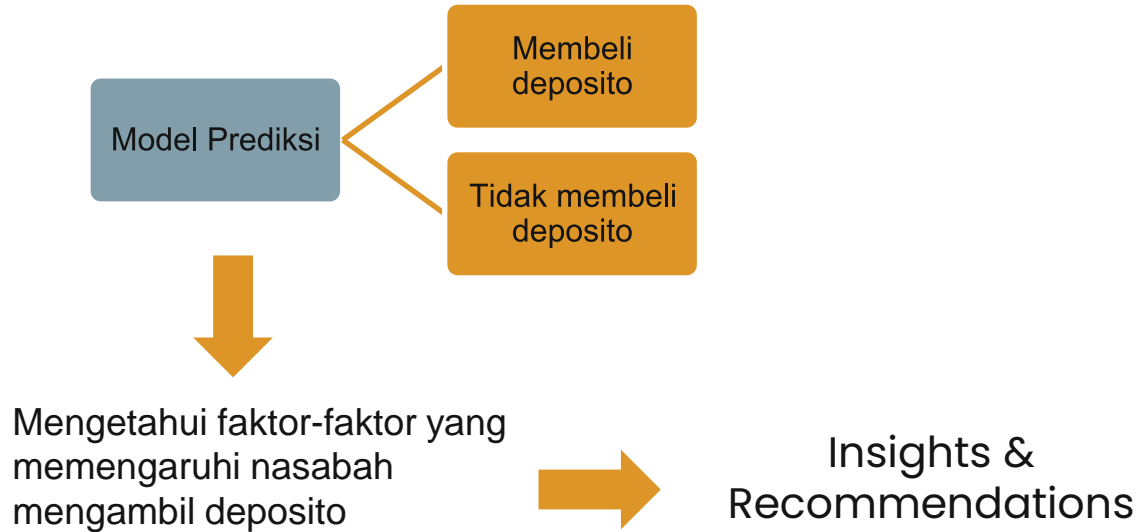 Membeli
deposito
Model Prediksi
Tidak membeli
deposito
Mengetahui faktor-faktor yang
memengaruhi nasabah
mengambil deposito
Insights &
Recommendations